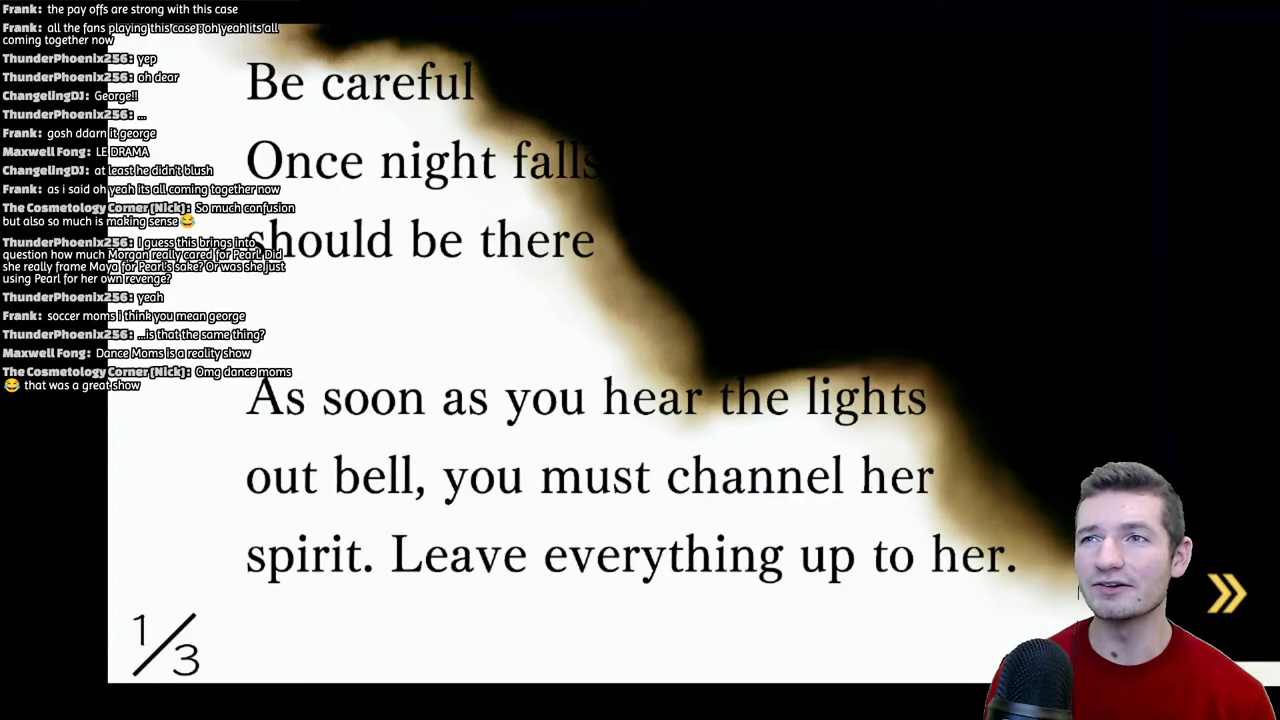 Frank: the pay offs are strong with this case
Frank: all the fans playing this case : oh yeah its all
coming together now
ThunderPhoenix256: yep
ThunderPhoenix256: oh dear
ChangelingDJ: George!!
ThunderPhoenix256: ...
Frank: gosh ddarn it george
Maxwell Fong: LE DRAMA
ChangelingDJ: at least he didn't blush
Frank: as i said oh yeah its all coming together now
The Cosmetology Corner [Nick]: So much confusion
but also so much is making sense 😂
ThunderPhoenix256: I guess this brings into
question how much Morgan really cared for Pearl. Did
she really frame Maya for Pearl's sake? Or was she just
using Pearl for her own revenge?
ThunderPhoenix256: yeah
Frank: soccer moms i think you mean george
ThunderPhoenix256: ...is that the same thing?
Maxwell Fong: Dance Moms is a reality show
The Cosmetology Corner [Nick]: Omg dance moms
😂 that was a great show
Be careful
Once night falls
should be there
As soon as you hear the lights
out bell, you must channel her
spirit. Leave everything up to her.
1/3